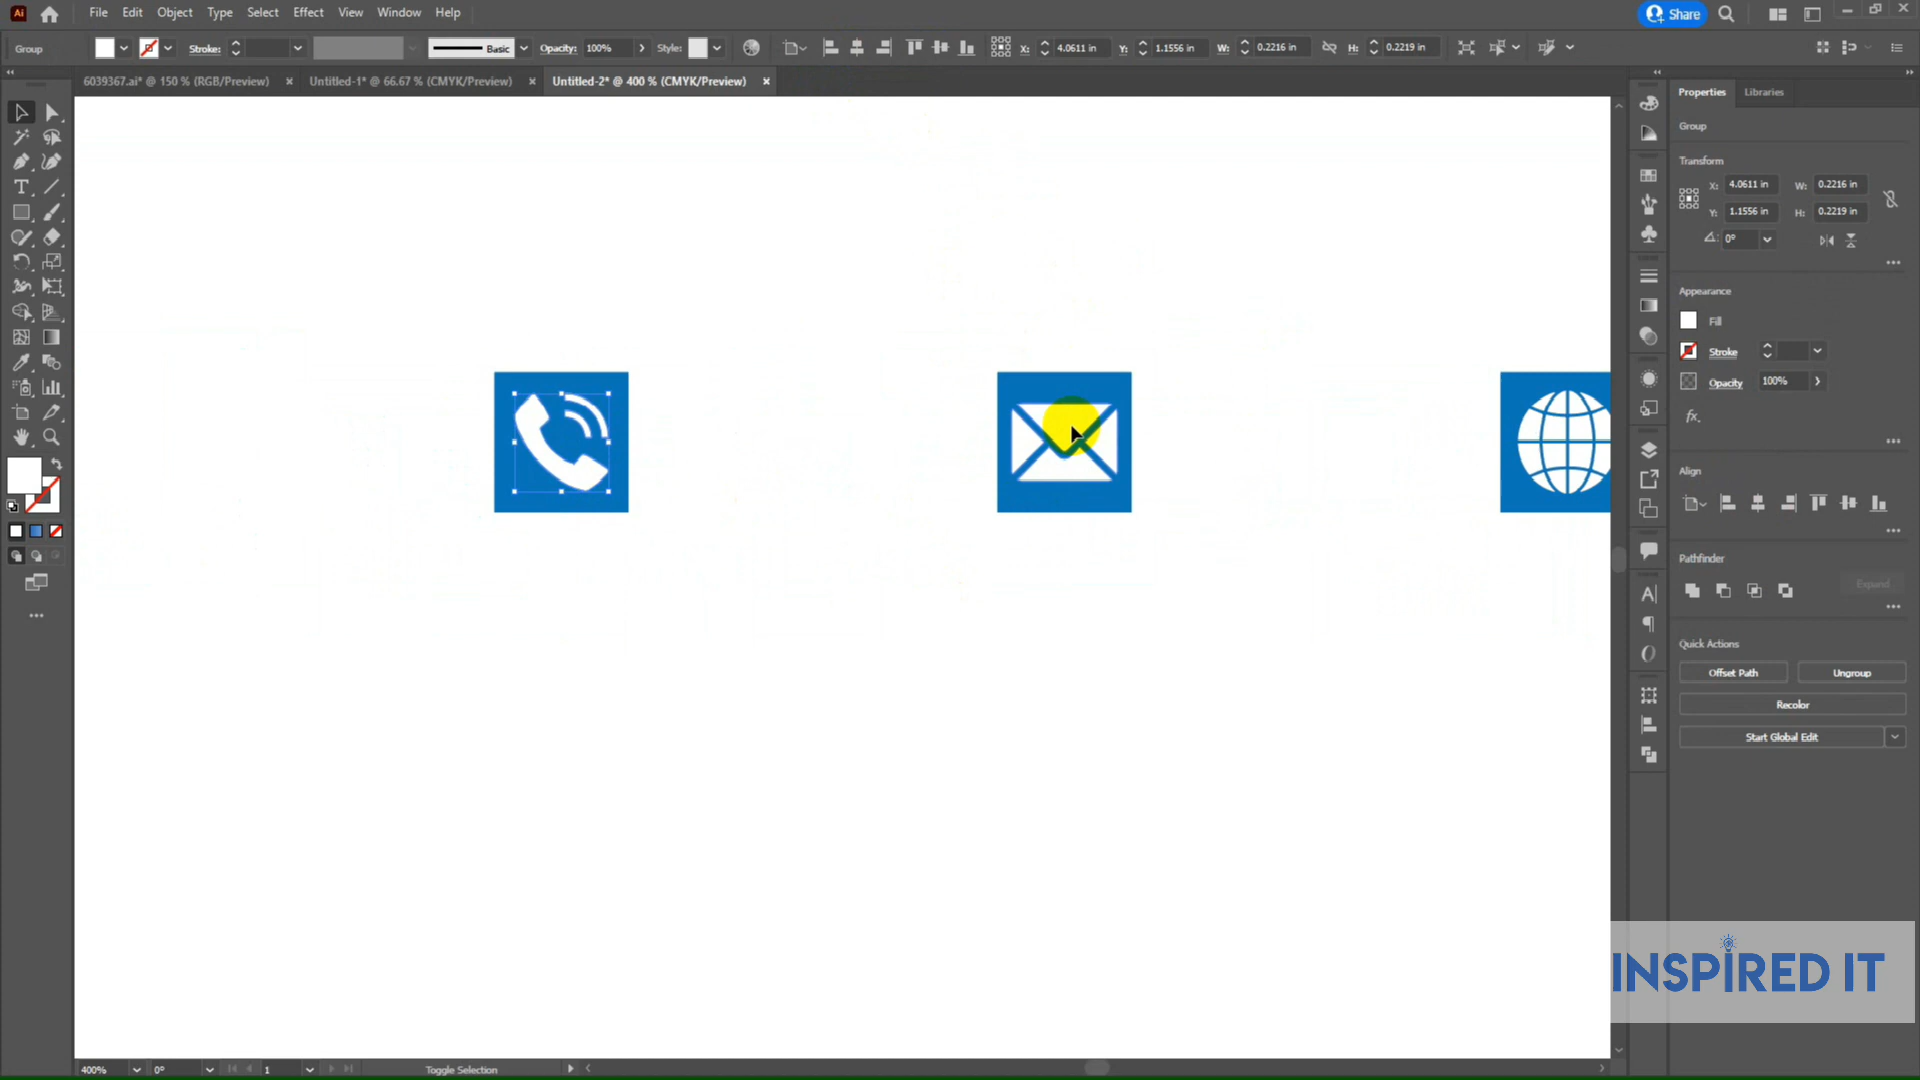 Ai File Edit Object Type Select Effect View Window Help Share
Group Stroke: Basic Opacity: 100% Style: X: 4.0611 in Y: 1.1556 in W: 0.2216 in H: 0.2219 in
6039367.ai* @ 150 % (RGB/Preview) Untitled-1* @ 66.67 % (CMYK/Preview) Untitled-2* @ 400 % (CMYK/Preview)
Properties Libraries
Group
Transform
X: 4.0611 in W: 0.2216 in
Y: 1.1556 in H: 0.2219 in
0°
Appearance
Fill
Stroke
Opacity 100%
fx.
Align
Pathfinder
Expand
Quick Actions
Offset Path Ungroup
Recolor
Start Global Edit
INSPIRED IT
400% 0° 1 Toggle Selection